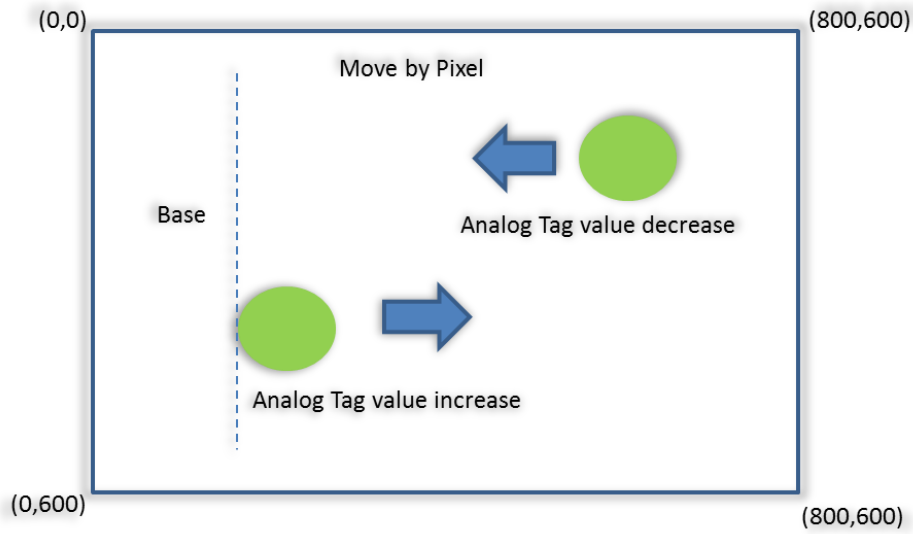 (0,0)
(800,600)
Move by Pixel
Base
Analog Tag value decrease
Analog Tag value increase
(0,600)
(800,600)